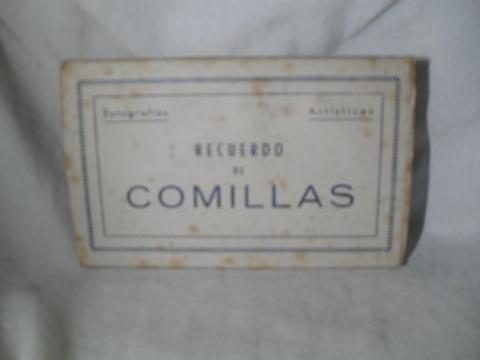 Fotografías Artísticas
RECUERDO
DE
COMILLAS